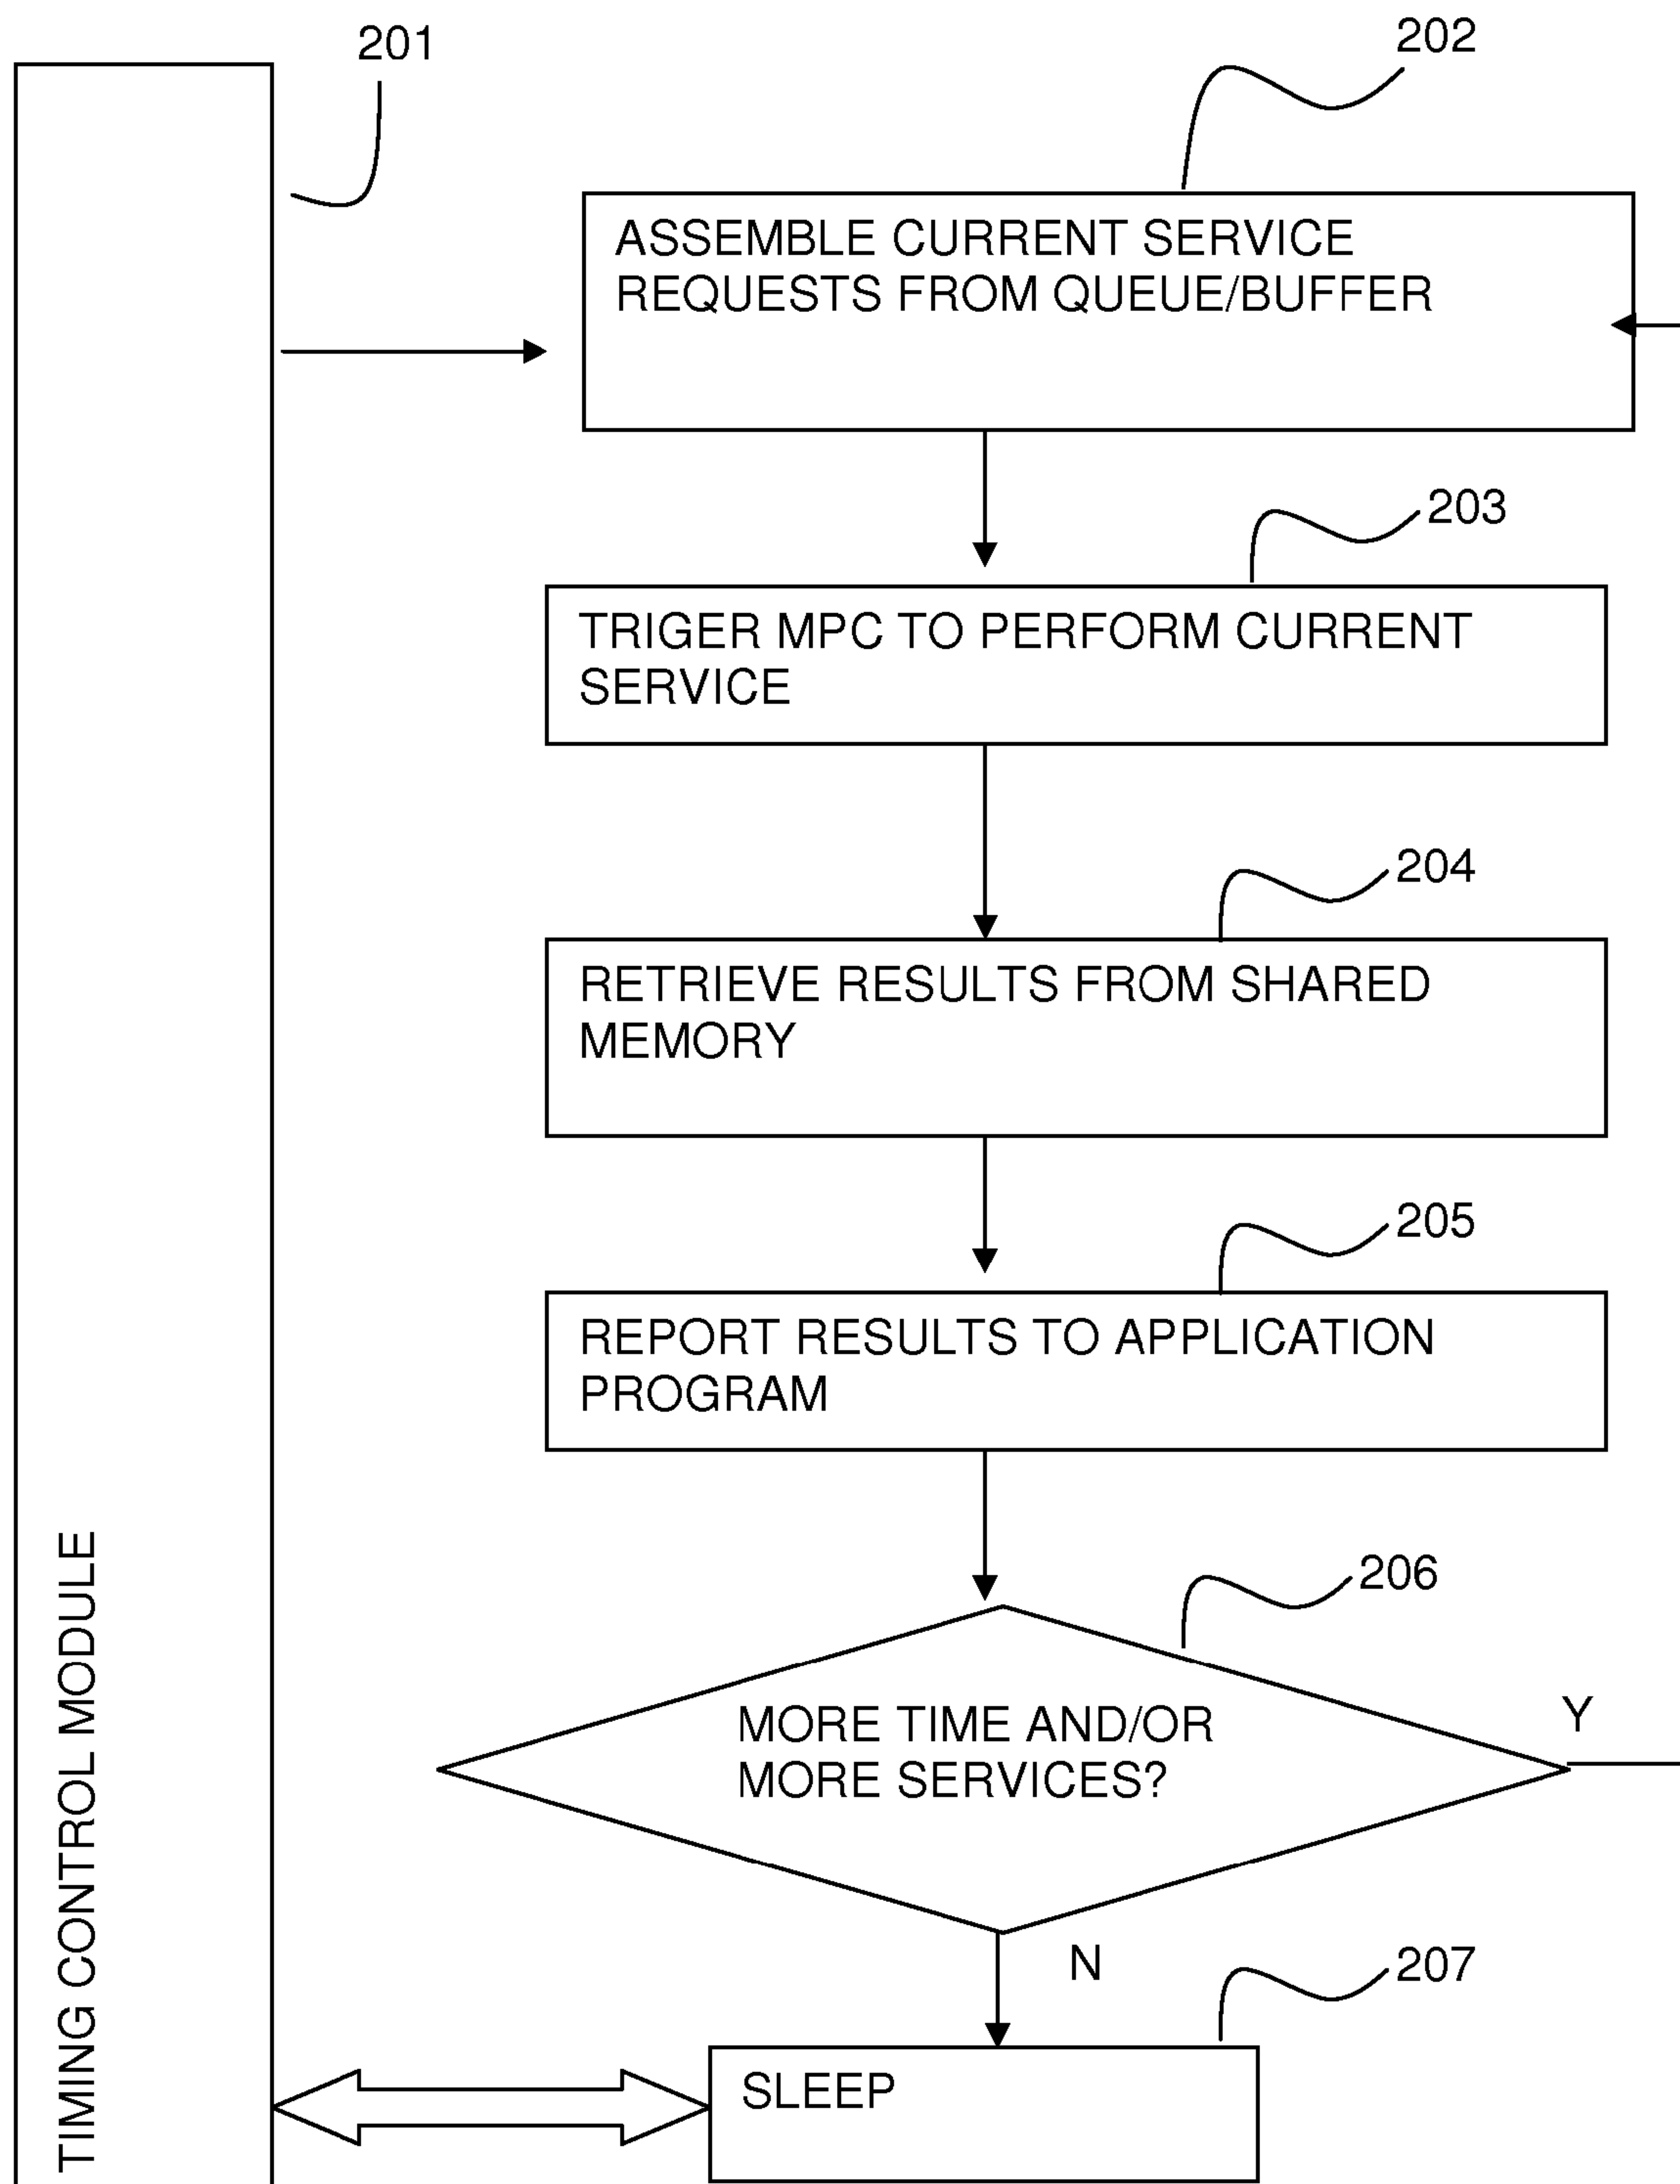 201
202
ASSEMBLE CURRENT SERVICE
REQUESTS FROM QUEUE/BUFFER
203
TRIGER MPC TO PERFORM CURRENT
SERVICE
204
RETRIEVE RESULTS FROM SHARED
MEMORY
205
REPORT RESULTS TO APPLICATION
PROGRAM
206
MORE TIME AND/OR
MORE SERVICES?
Y
N
207
SLEEP
TIMING CONTROL MODULE